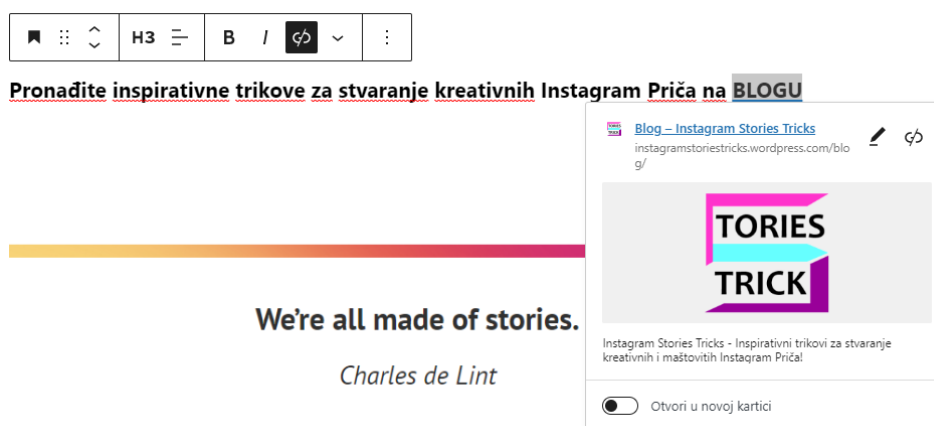 H3 B I
Pronađite inspirativne trikove za stvaranje kreativnih Instagram Priča na BLOGU
Blog – Instagram Stories Tricks
instagramstoriestricks.wordpress.com/blo
g/
TORIES
TRICK
We're all made of stories.
Charles de Lint
Instagram Stories Tricks - Inspirativni trikovi za stvaranje
kreativnih i maštovitih Instagram Priča!
Otvori u novoj kartici